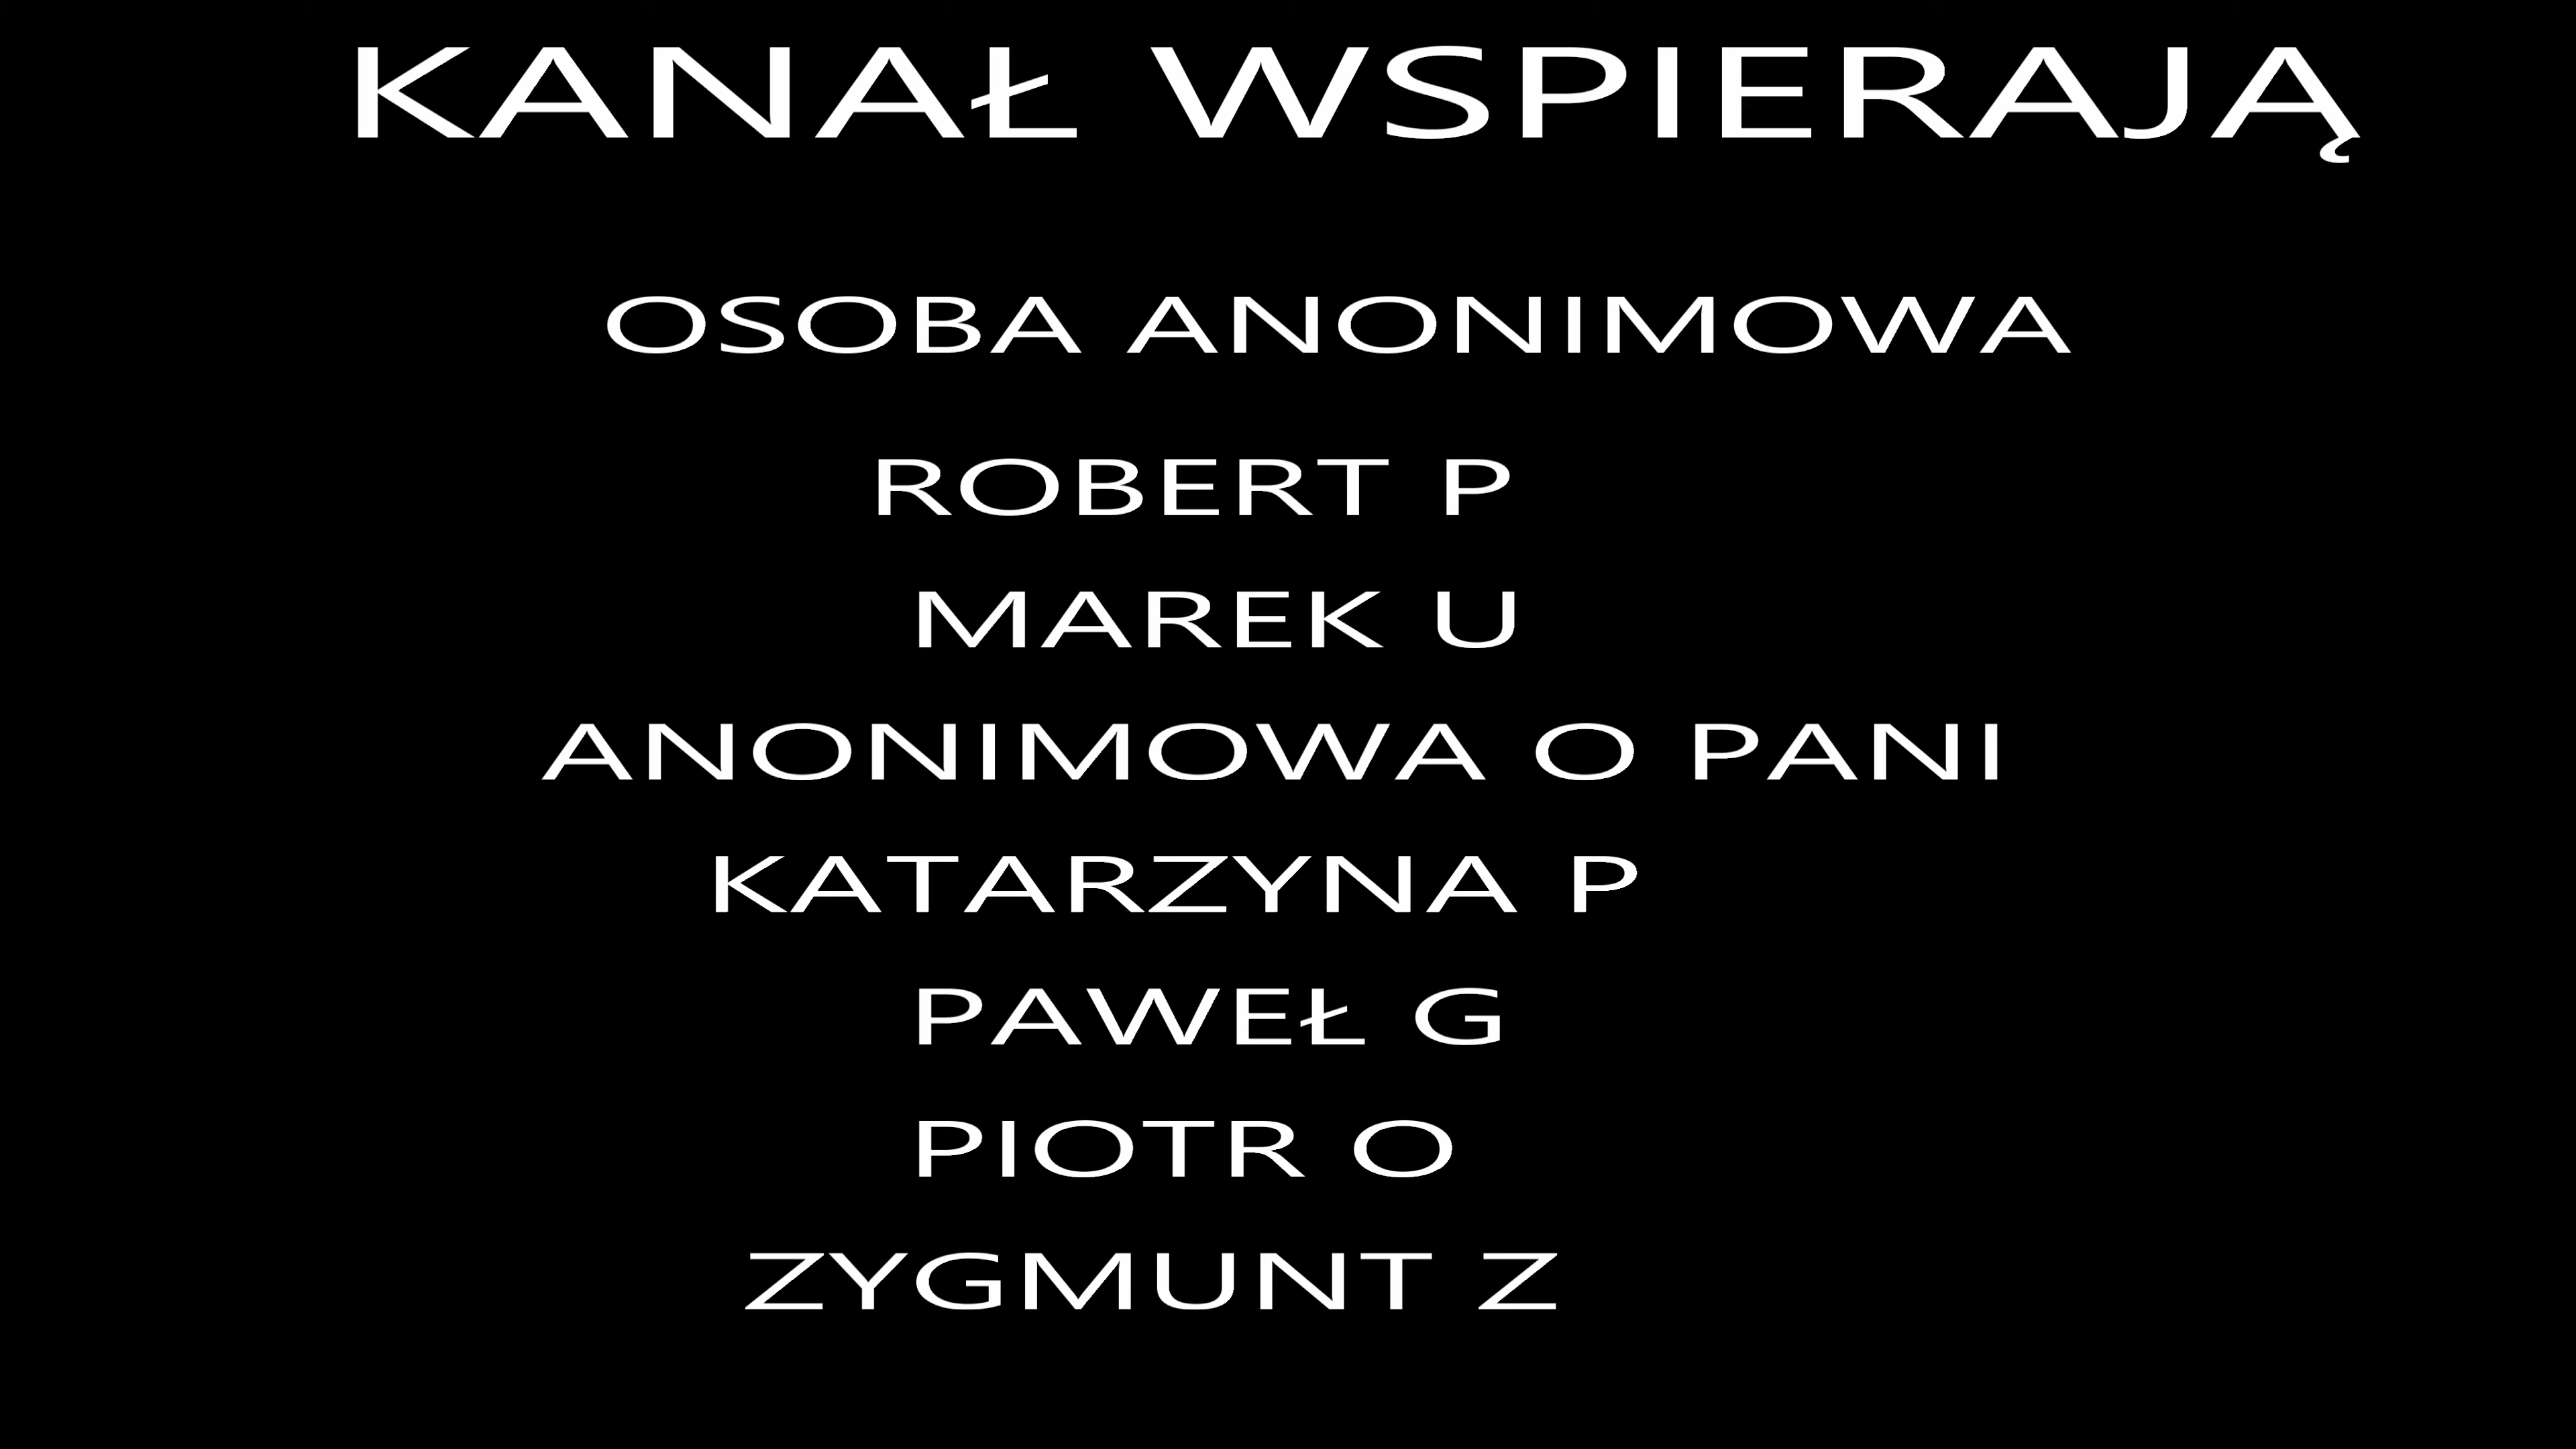 KANAŁ WSPIERAJĄ
OSOBA ANONIMOWA
ROBERT P
MAREK U
ANONIMOWA O PANI
KATARZYNA P
PAWEŁ G
PIOTR O
ZYGMUNT Z